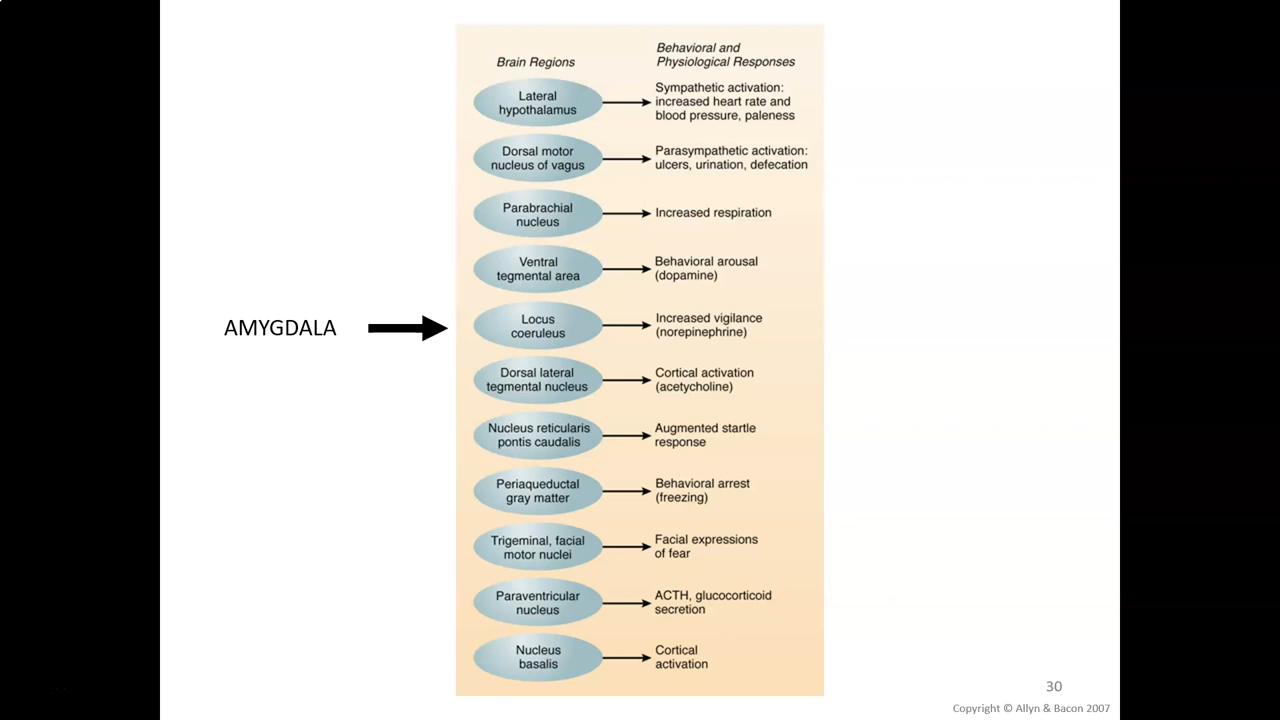 Brain Regions
Behavioral and
Physiological Responses
Lateral
hypothalamus
Sympathetic activation:
increased heart rate and
blood pressure, paleness
Dorsal motor
nucleus of vagus
Parasympathetic activation:
ulcers, urination, defecation
Parabrachial
nucleus
Increased respiration
Ventral
tegmental area
Behavioral arousal
(dopamine)
AMYGDALA
Locus
coeruleus
Increased vigilance
(norepinephrine)
Dorsal lateral
tegmental nucleus
Cortical activation
(acetycholine)
Nucleus reticularis
pontis caudalis
Augmented startle
response
Periaqueductal
gray matter
Behavioral arrest
(freezing)
Trigeminal, facial
motor nuclei
Facial expressions
of fear
Paraventricular
nucleus
ACTH, glucocorticoid
secretion
Nucleus
basalis
Cortical
activation
30
Copyright © Allyn & Bacon 2007